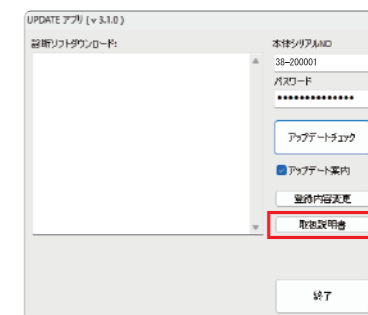 UPDATE アプリ ( v 3.1.0 )
診断ソフトダウンロード:
本体シリアルNO
38-200001
パスワード
••••••••••••••
アップデートチェック
アップデート案内
登録内容変更
取扱説明書
終了